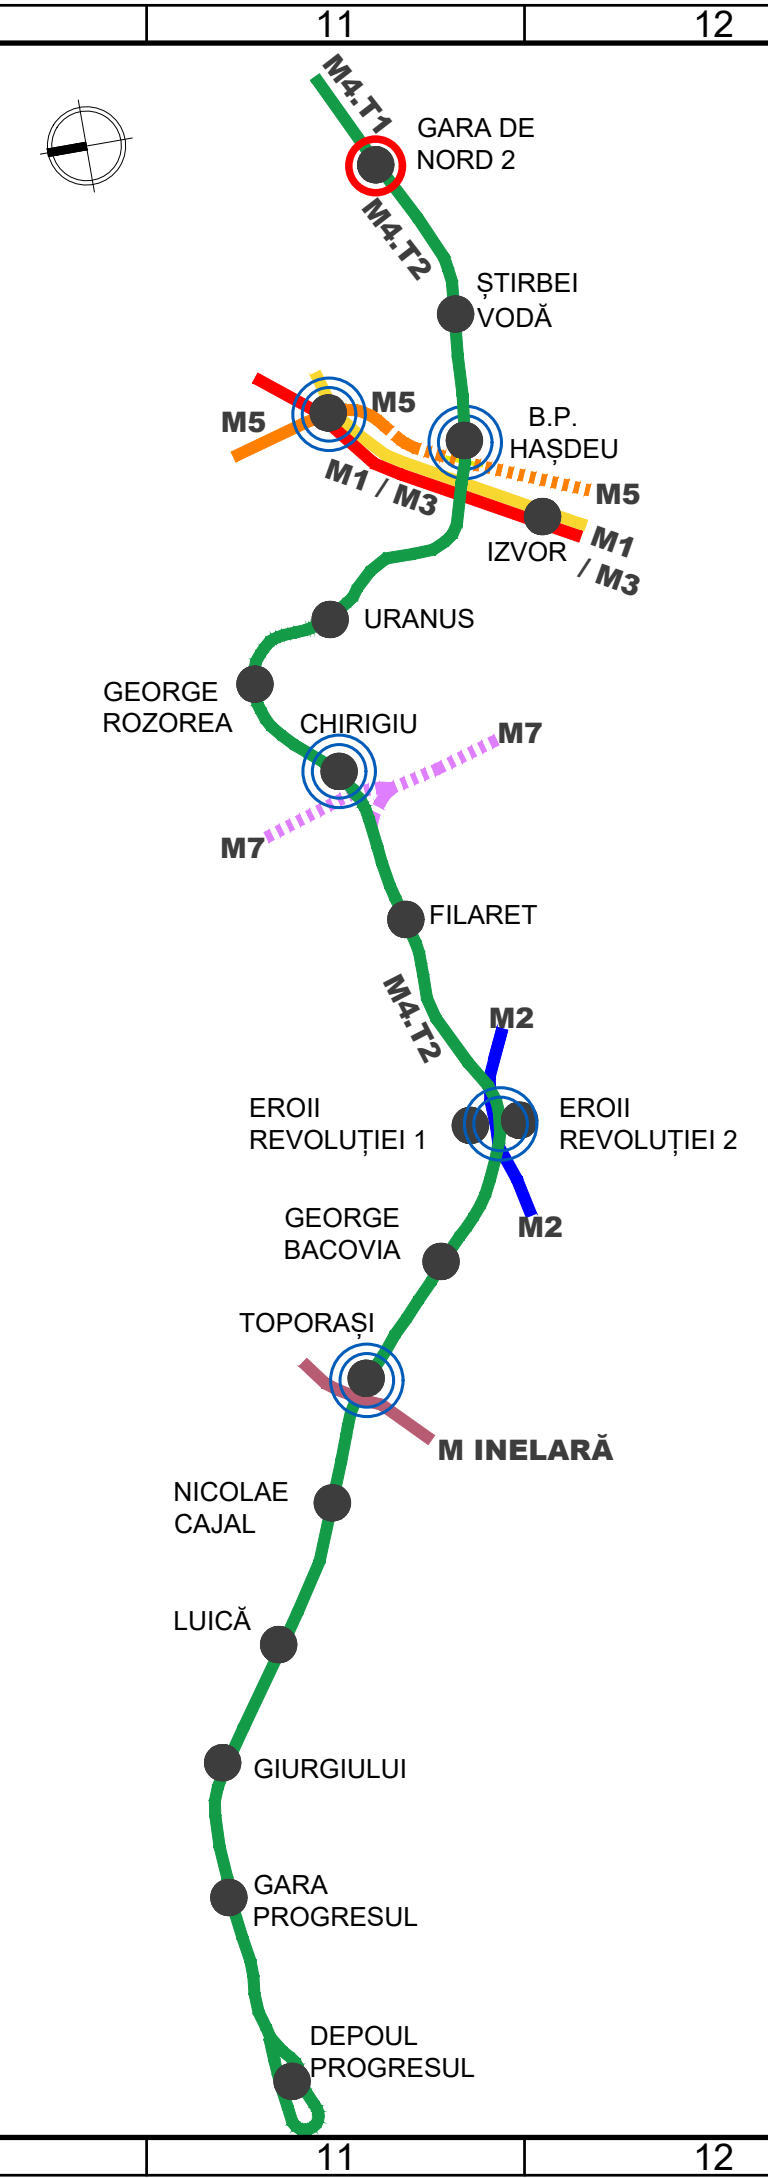 11
12
M4.T1
GARA DE
NORD 2
M4.T2
ȘTIRBEI
VODĂ
M5
M5
B.P.
HAȘDEU
M1 / M3
M5
IZVOR
M1
/ M3
URANUS
GEORGE
ROZOREA
CHIRIGIU
M7
M7
FILARET
M4.T2
M2
EROII
REVOLUȚIEI 1
EROII
REVOLUȚIEI 2
M2
GEORGE
BACOVIA
TOPORAȘI
M INELARĂ
NICOLAE
CAJAL
LUICĂ
GIURGIULUI
GARA
PROGRESUL
DEPOUL
PROGRESUL
11
12